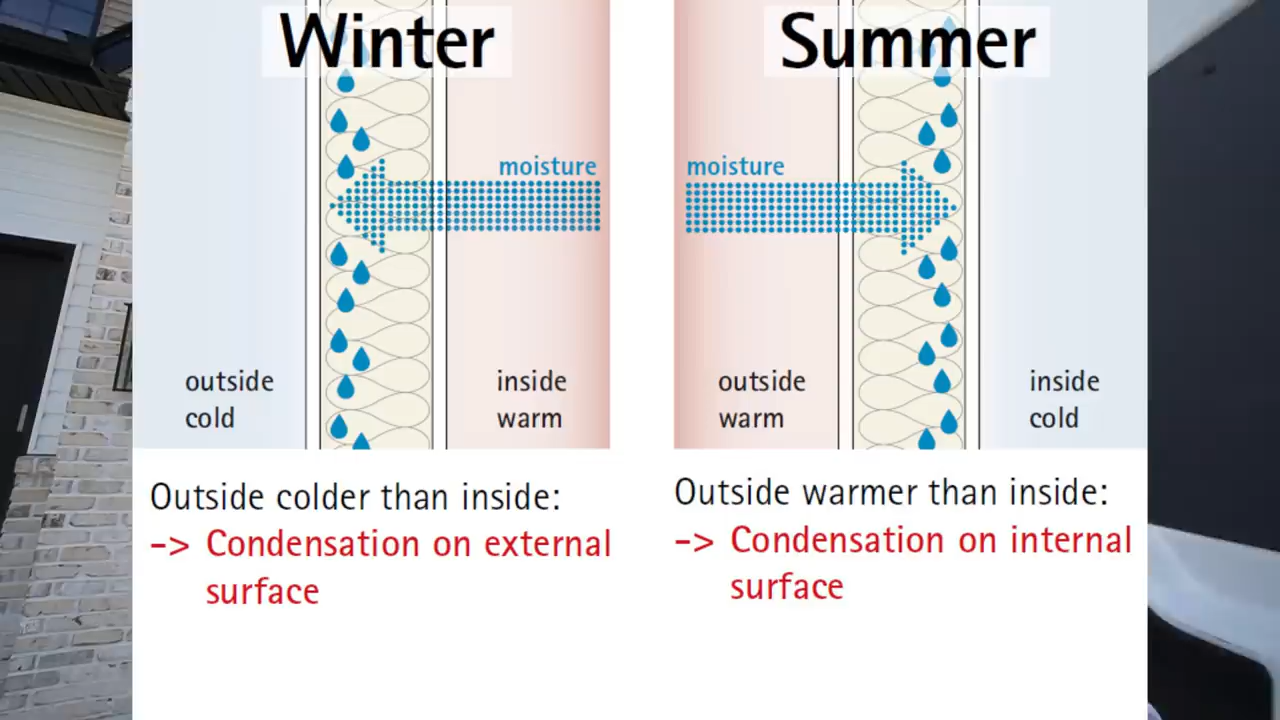 Winter
moisture
outside
cold
inside
warm
Outside colder than inside:
-> Condensation on external
surface
Summer
moisture
outside
warm
inside
cold
Outside warmer than inside:
-> Condensation on internal
surface